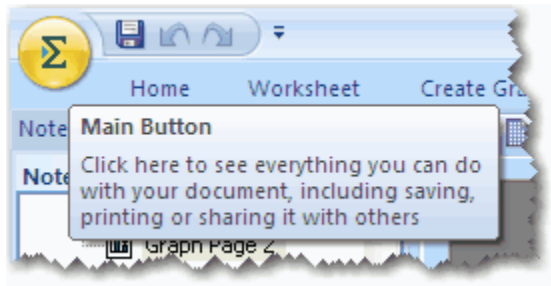 Σ
Home Worksheet Create Gra
Note
Main Button
Click here to see everything you can do
with your document, including saving,
printing or sharing it with others
Note
Graph Page 2